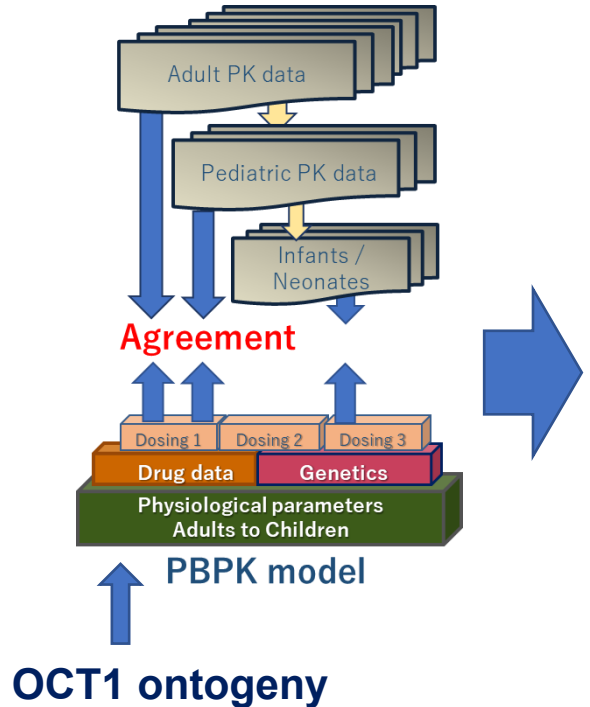 Adult PK data
Pediatric PK data
Infants /
Neonates
Agreement
Dosing 1
Dosing 2
Dosing 3
Drug data
Genetics
Physiological parameters
Adults to Children
PBPK model
OCT1 ontogeny